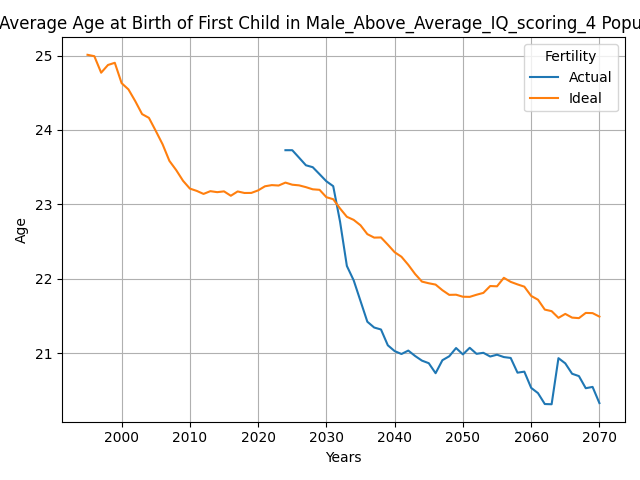 Average Age at Birth of First Child in Male_Above_Average_IQ_scoring_4 Popu
Fertility
Actual
Ideal
25
24
23
22
21
Age
2000 2010 2020 2030 2040 2050 2060 2070
Years